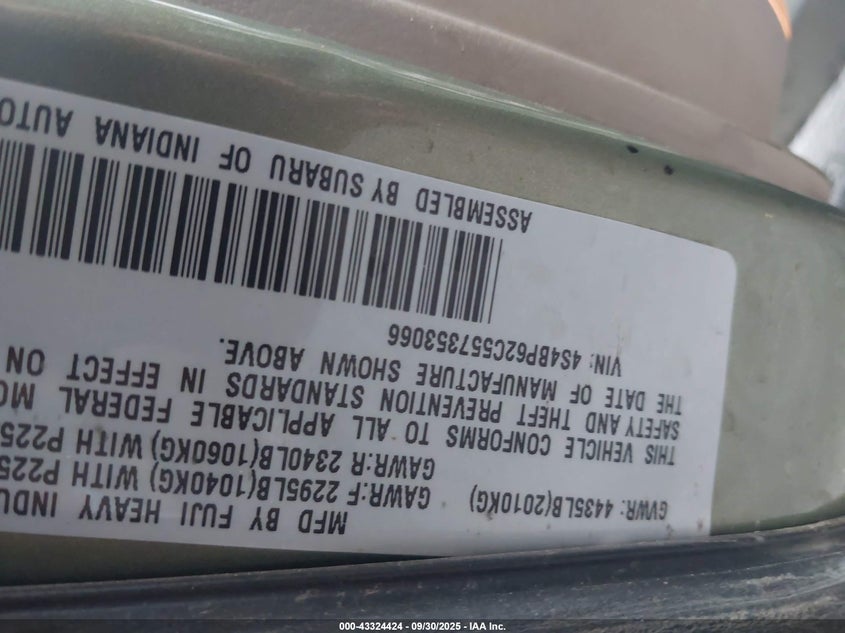 MFD BY FUJI HEAVY INDU
GVWR: 4435LB(2010KG) GAWR:F 2295LB(1040KG) WITH P225
GAWR:R 2340LB(1060KG) WITH P225
THIS VEHICLE CONFORMS TO ALL APPLICABLE FEDERAL MO
SAFETY AND THEFT PREVENTION STANDARDS IN EFFECT ON
THE DATE OF MANUFACTURE SHOWN ABOVE.
VIN: 4S4BP62C557353066
ASSEMBLED BY SUBARU OF INDIANA AUTO
000-43324424 - 09/30/2025 - IAA Inc.